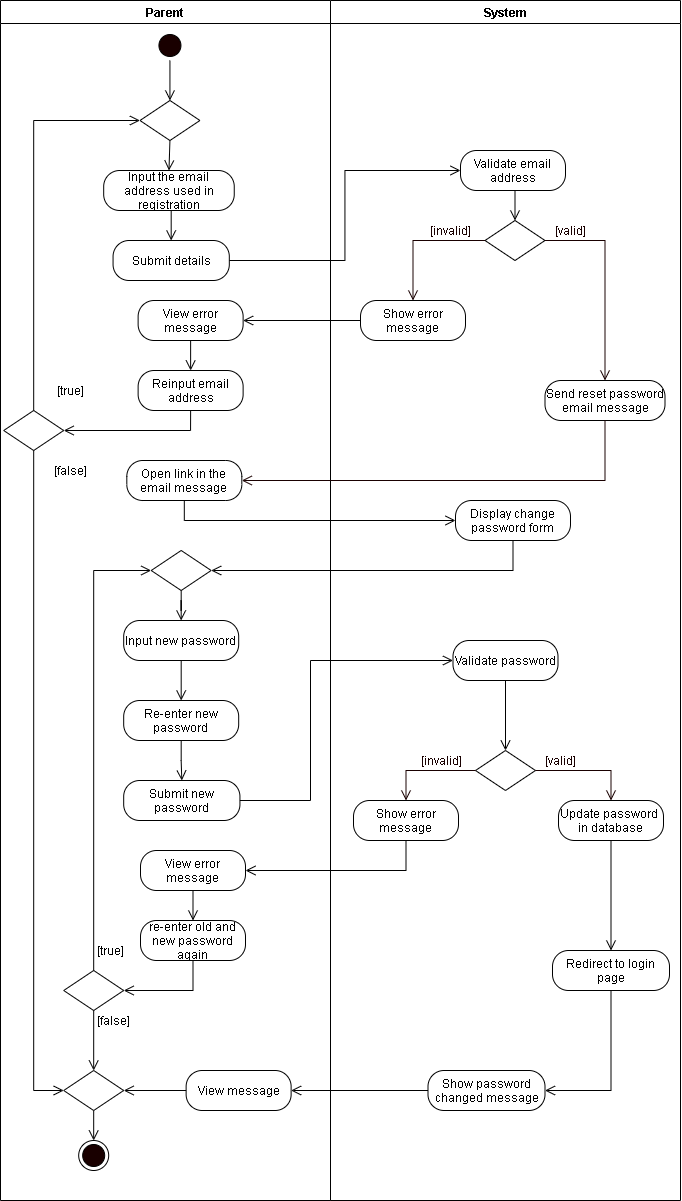 Parent
System
Input the email
address used in
registration
Validate email
address
[invalid]
[valid]
Submit details
View error
message
Show error
message
[true]
Reinput email
address
Send reset password
email message
[false]
Open link in the
email message
Display change
password form
Input new password
Validate password
Re-enter new
password
[invalid]
[valid]
Submit new
password
Show error
message
Update password
in database
View error
message
re-enter old and
new password
again
[true]
Redirect to login
page
[false]
View message
Show password
changed message